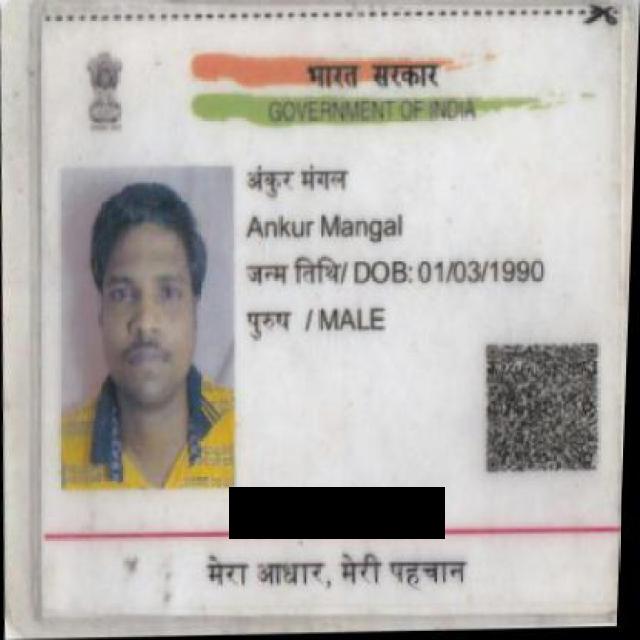 भारत सरकार
GOVERNMENT OF INDIA
अंकुर मंगल
Ankur Mangal
जन्म तिथि/ DOB: 01/03/1990
पुरुष / MALE
मेरा आधार, मेरी पहचान